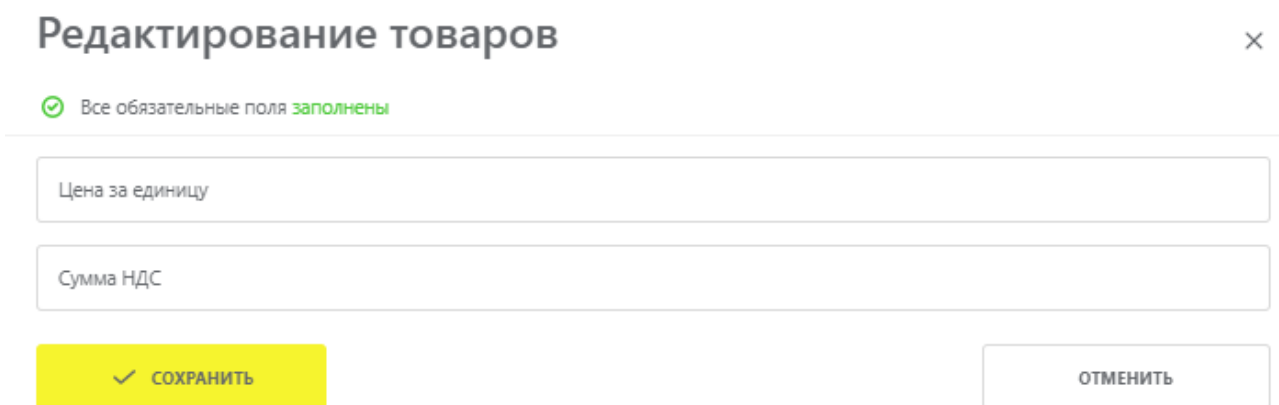 Редактирование товаров
Все обязательные поля заполнены
Цена за единицу
Сумма НДС
СОХРАНИТЬ
ОТМЕНИТЬ